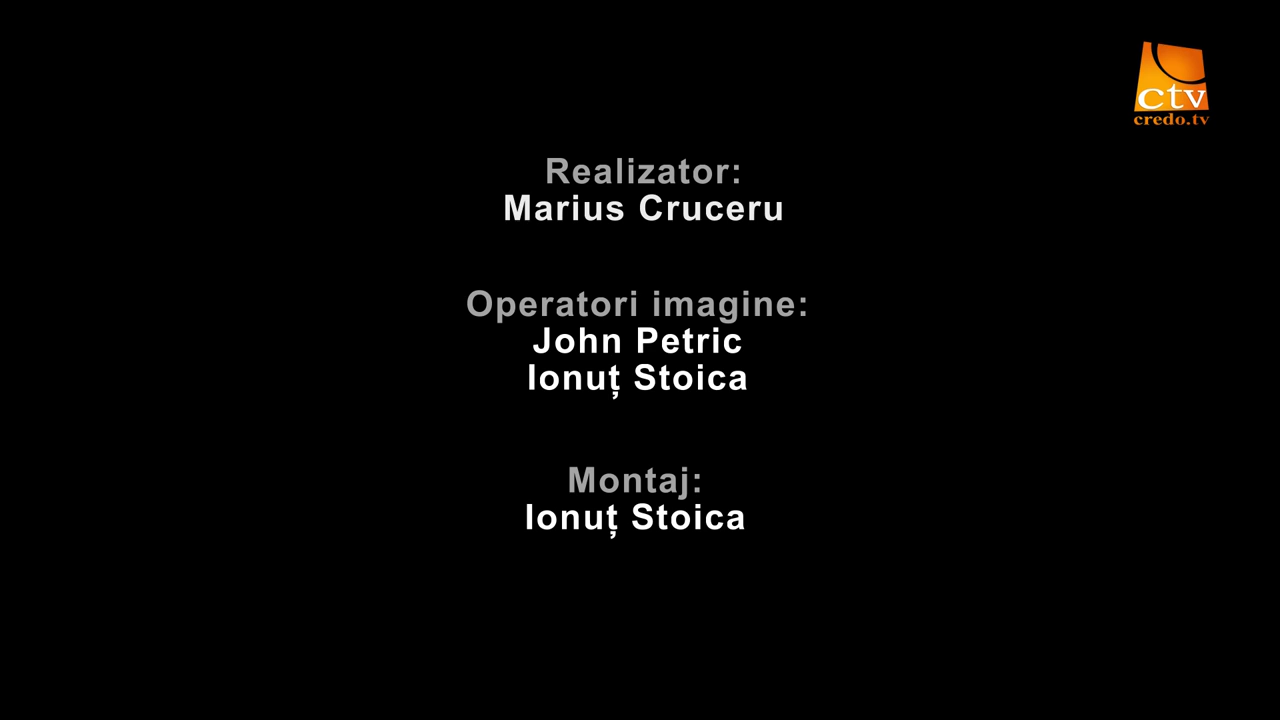 ctv
credo.tv
Realizator:
Marius Cruceru
Operatori imagine:
John Petric
Ionuț Stoica
Montaj:
Ionuț Stoica